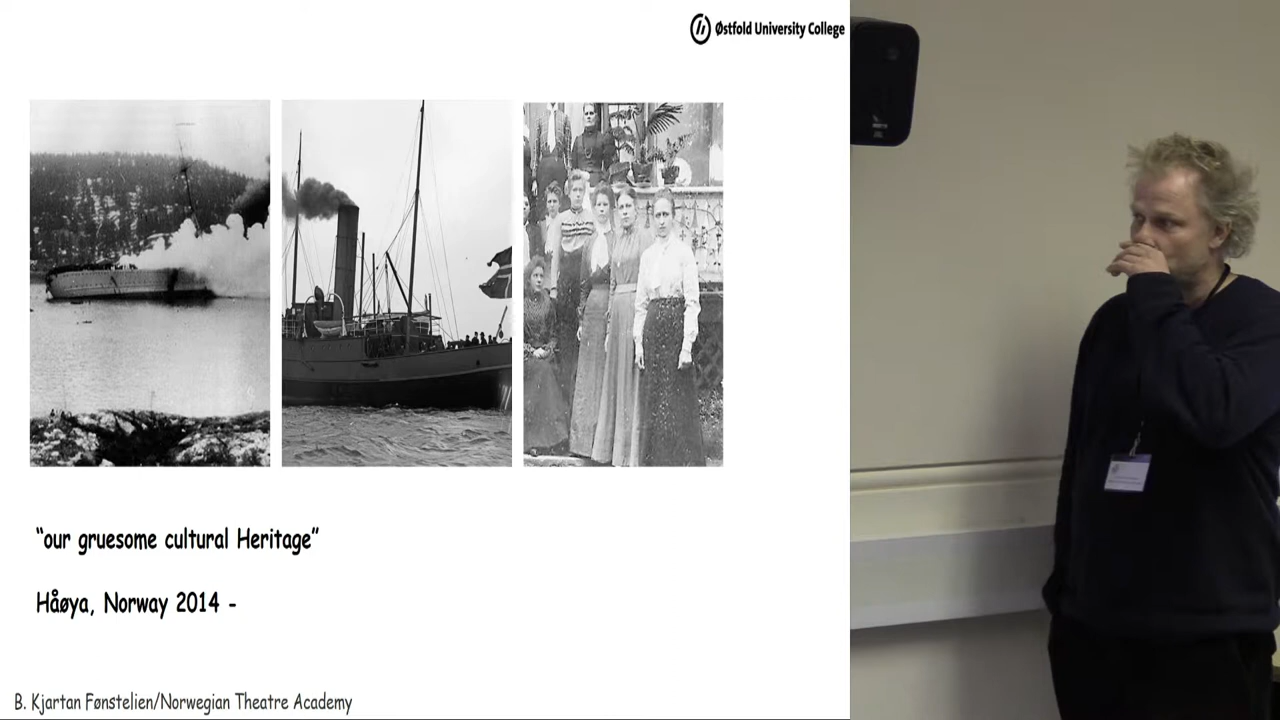 Østfold University College
“our gruesome cultural Heritage”
Håøya, Norway 2014 -
B. Kjartan Fønstelien/Norwegian Theatre Academy